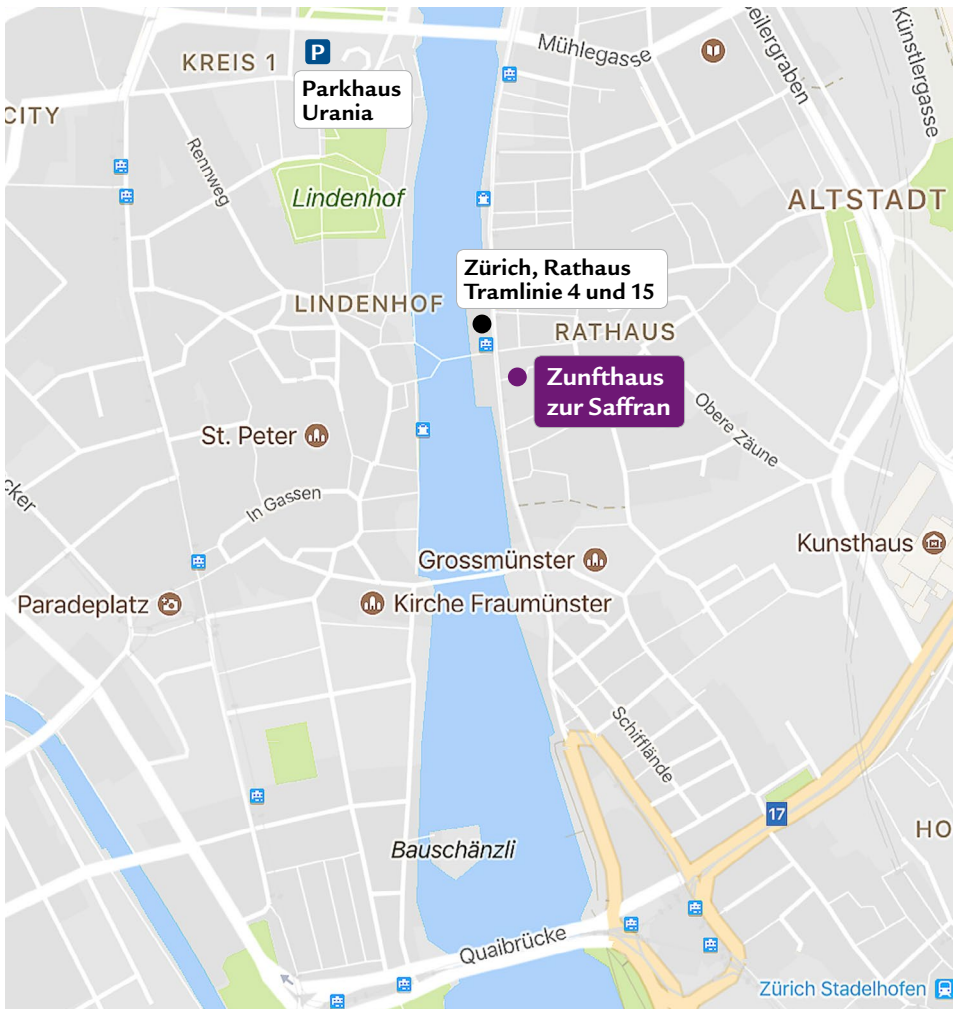 Mühlegasse
eilergraben
Künstlergasse
KREIS 1
P
Parkhaus
Urania
CITY
Rennweg
Lindenhof
ALTSTADT
Zürich, Rathaus
Tramlinie 4 und 15
LINDENHOF
RATHAUS
Zunfthaus
zur Saffran
Obere Zäune
St. Peter
cker
In Gassen
Kunsthaus
Grossmünster
Paradeplatz
Kirche Fraumünster
Schifflände
17
HO
Bauschänzli
Quaibrücke
Zürich Stadelhofen